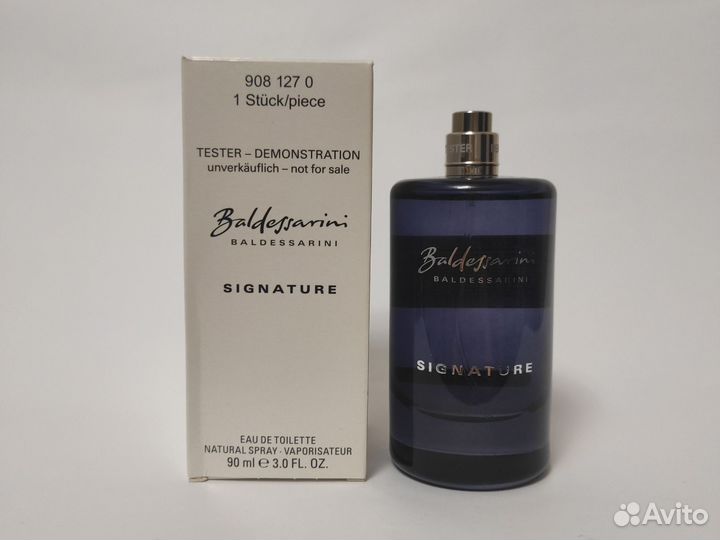 908 127 0
1 Stück/piece
TESTER – DEMONSTRATION
unverkäuflich – not for sale
Baldessarini
BALDESSARINI
SIGNATURE
EAU DE TOILETTE
NATURAL SPRAY · VAPORISATEUR
90 ml ℮ 3.0 FL. OZ.
Baldessarini
BALDESSARINI
SIGNATURE
Avito